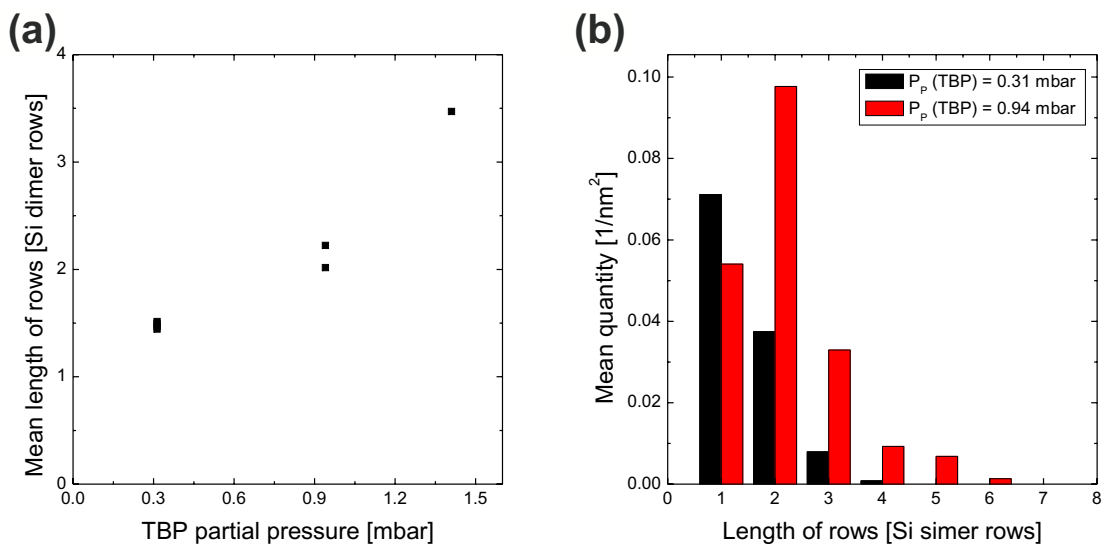 (a)
4
3
2
1
0
0.0 0.3 0.6 0.9 1.2 1.5
Mean length of rows [Si dimer rows]
TBP partial pressure [mbar]
(b)
P_P (TBP) = 0.31 mbar
P_P (TBP) = 0.94 mbar
0.10
0.08
0.06
0.04
0.02
0.00
0 1 2 3 4 5 6 7 8
Mean quantity [1/nm²]
Length of rows [Si simer rows]